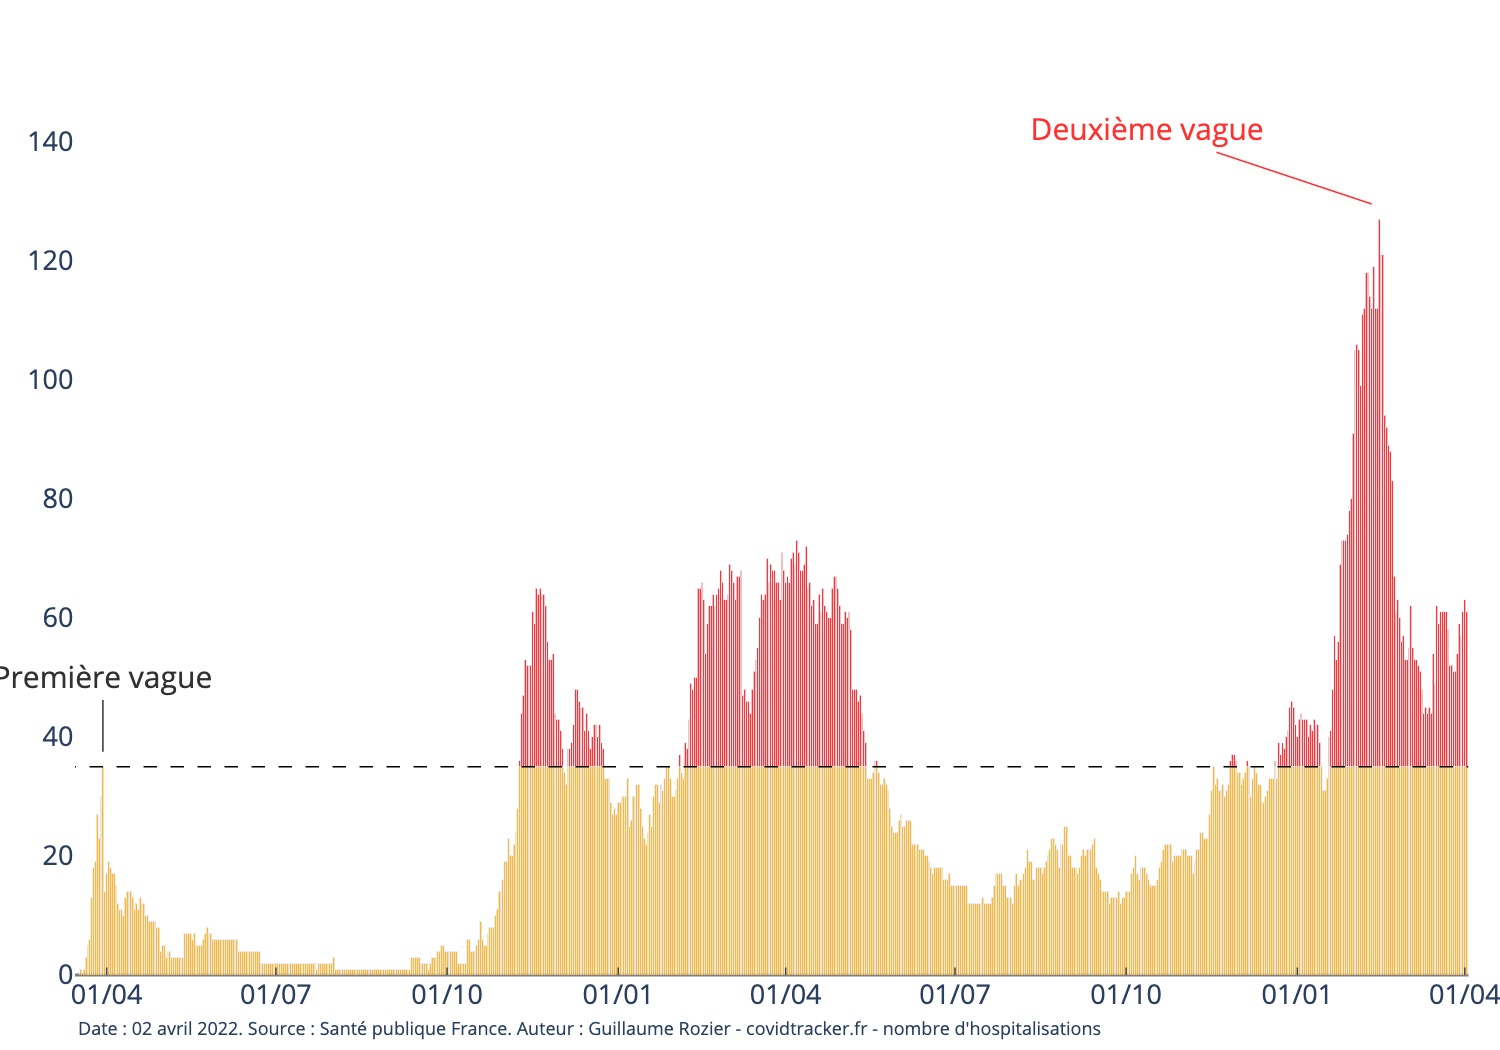 Deuxième vague
140
120
100
80
60
Première vague
40
20
0
01/04 01/07 01/10 01/01 01/04 01/07 01/10 01/01 01/04
Date : 02 avril 2022. Source : Santé publique France. Auteur : Guillaume Rozier - covidtracker.fr - nombre d'hospitalisations